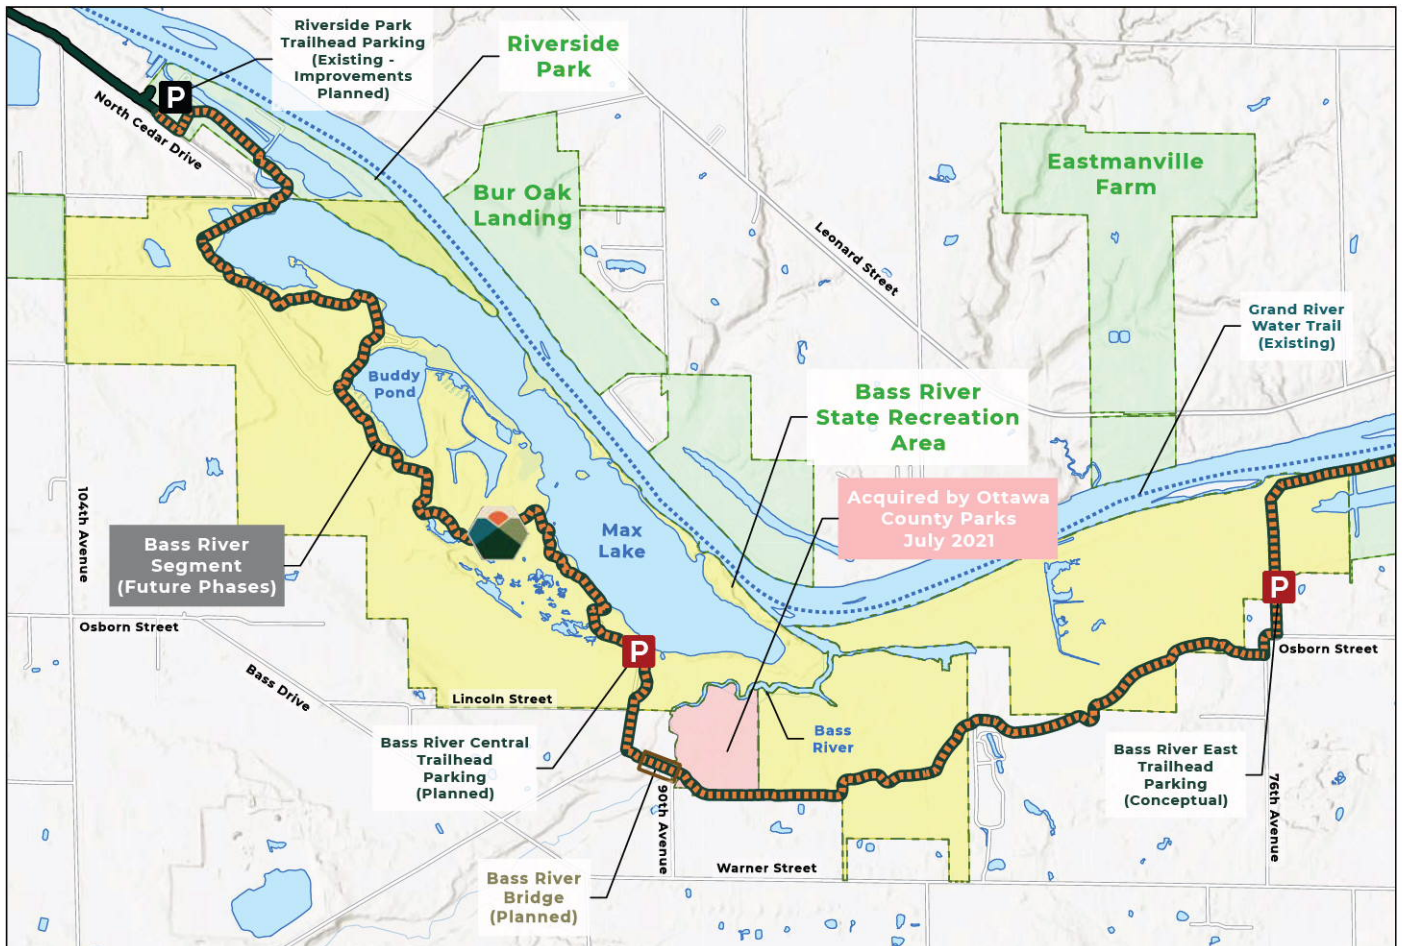 Riverside Park
Trailhead Parking
(Existing -
Improvements
Planned)
Riverside
Park
P
North Cedar Drive
Bur Oak
Landing
Eastmanville
Farm
Leonard Street
Grand River
Water Trail
(Existing)
Buddy
Pond
Bass River
State Recreation
Area
Acquired by Ottawa
County Parks
July 2021
104th Avenue
Max
Lake
Bass River
Segment
(Future Phases)
P
Osborn Street
P
Osborn Street
Bass Drive
Lincoln Street
Bass
River
Bass River Central
Trailhead
Parking
(Planned)
Bass River East
Trailhead
Parking
(Conceptual)
90th Avenue
76th Avenue
Warner Street
Bass River
Bridge
(Planned)